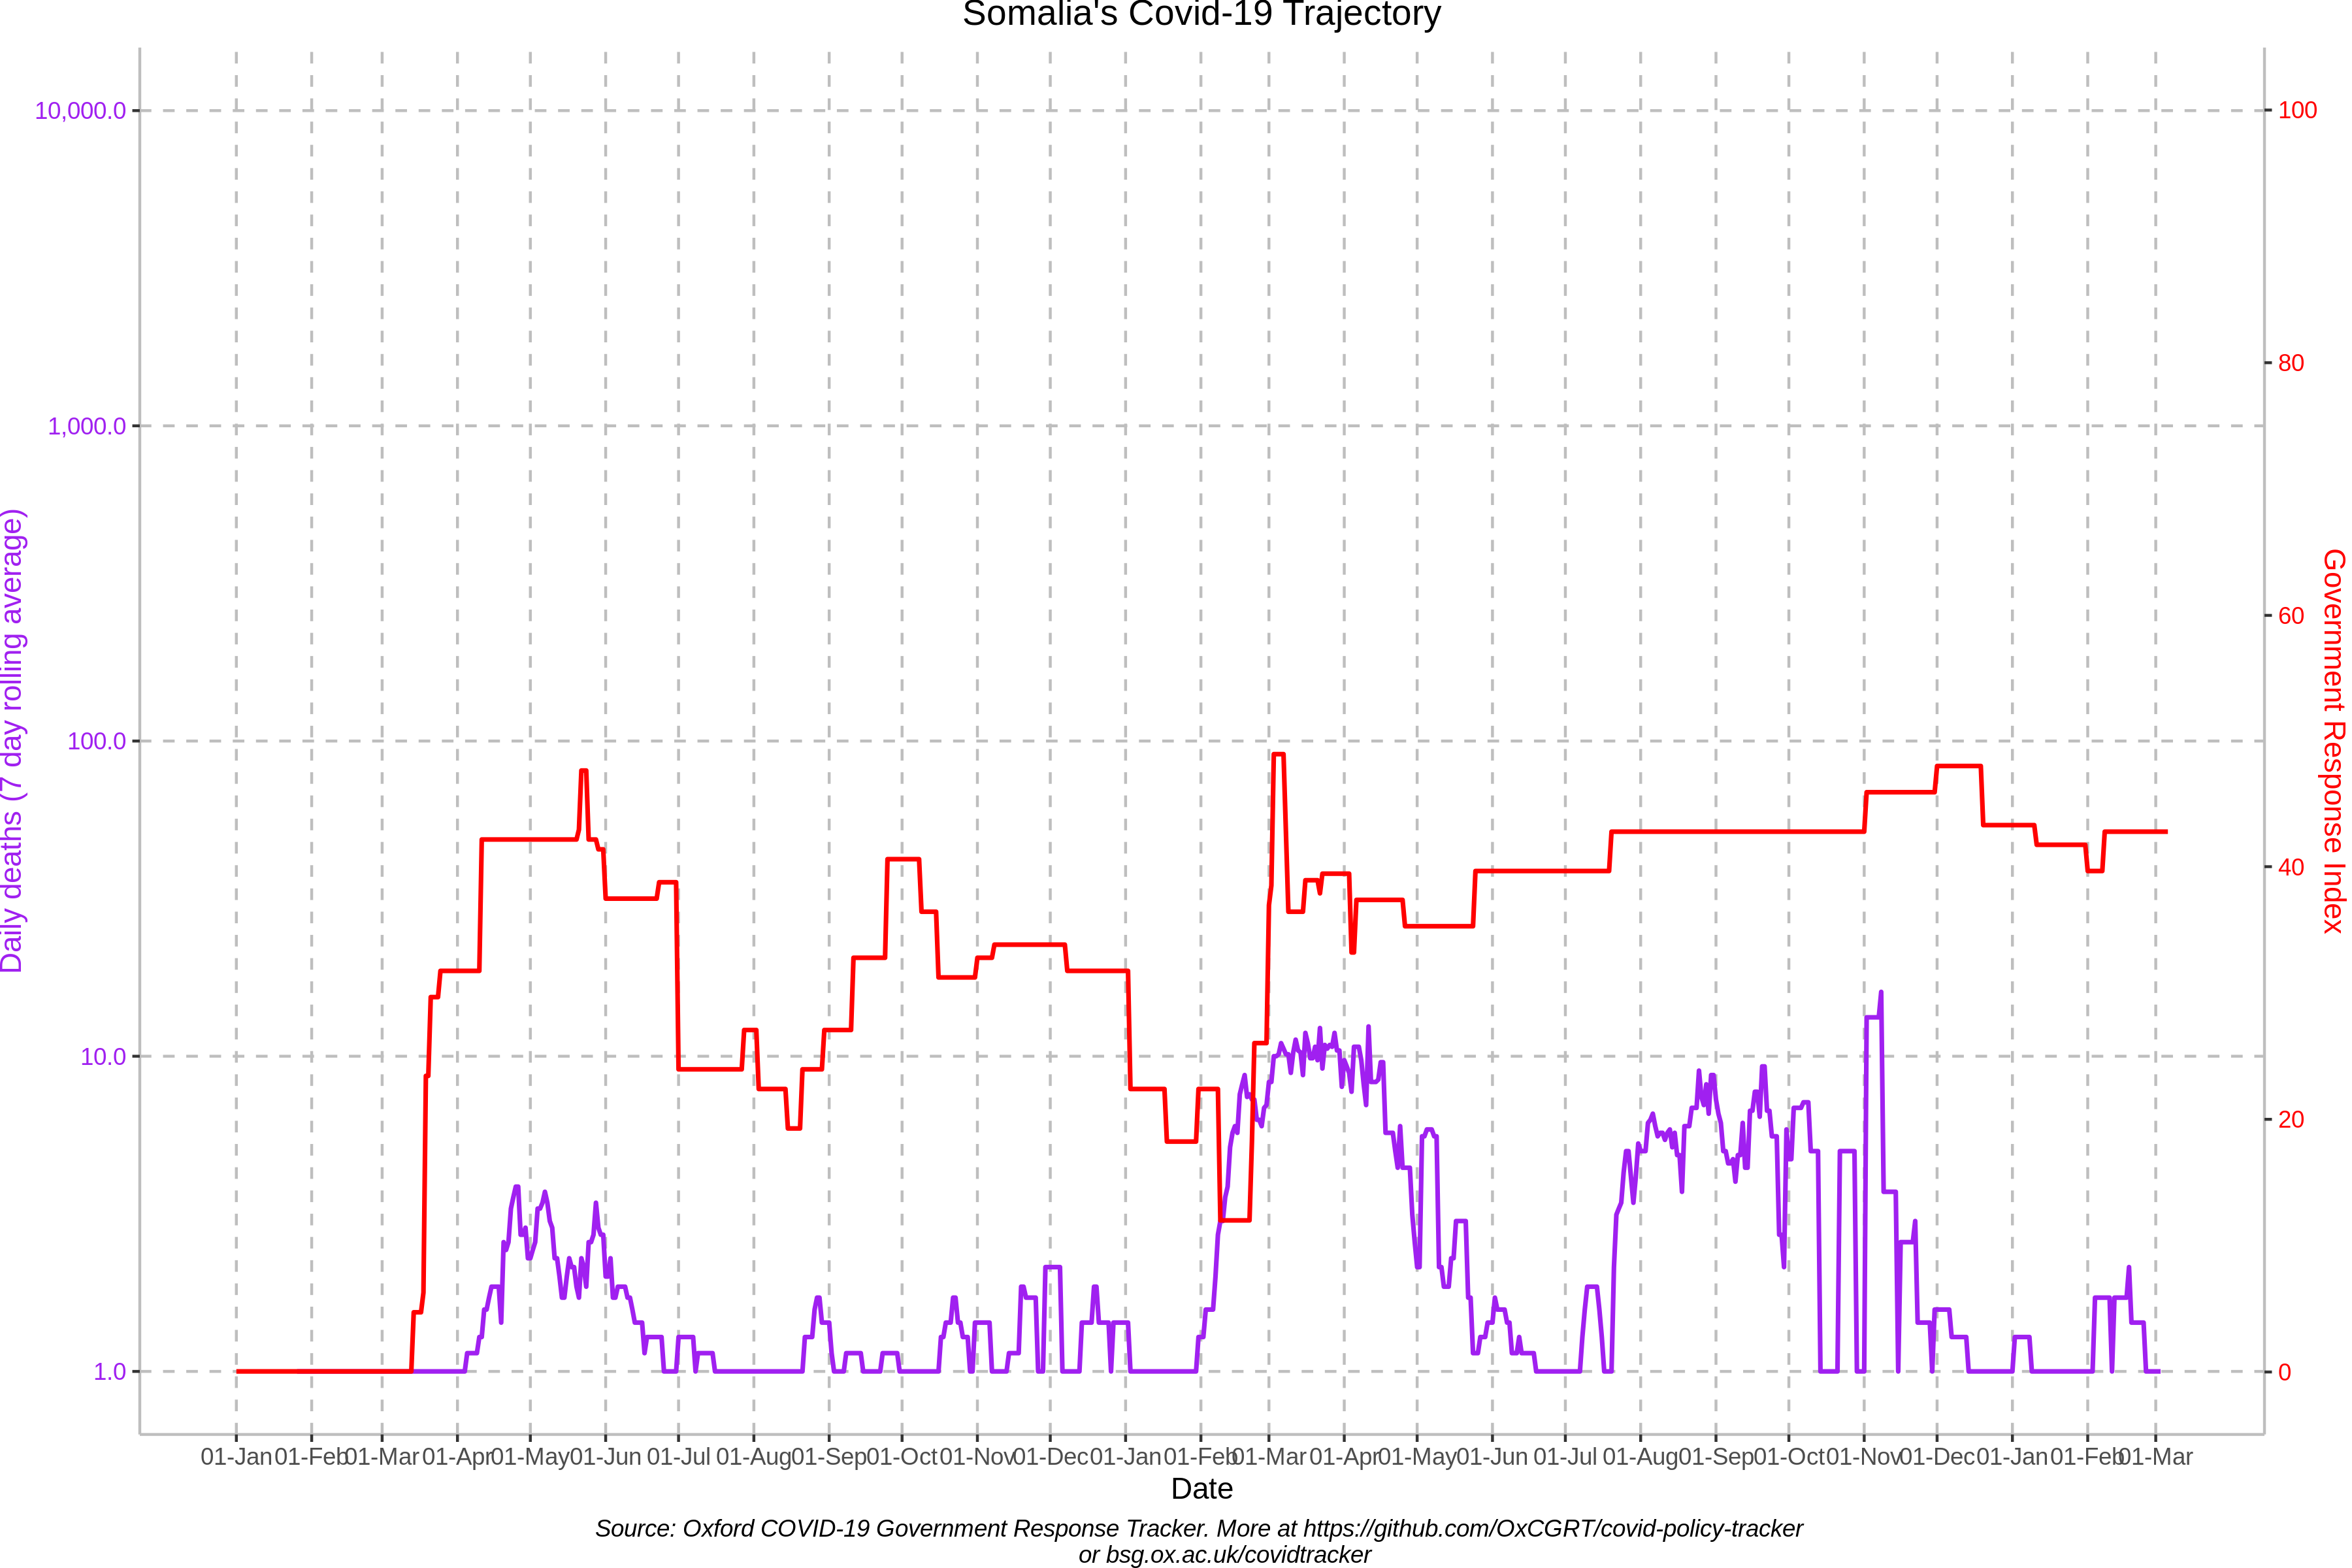 Somalia's Covid-19 Trajectory
Daily deaths (7 day rolling average)
10,000.0
1,000.0
100.0
10.0
1.0
100
80
60
40
20
0
Government Response Index
01-Jan 01-Feb 01-Mar 01-Apr 01-May 01-Jun 01-Jul 01-Aug 01-Sep 01-Oct 01-Nov 01-Dec 01-Jan 01-Feb 01-Mar 01-Apr 01-May 01-Jun 01-Jul 01-Aug 01-Sep 01-Oct 01-Nov 01-Dec 01-Jan 01-Feb 01-Mar
Date
Source: Oxford COVID-19 Government Response Tracker. More at https://github.com/OxCGRT/covid-policy-tracker
or bsg.ox.ac.uk/covidtracker